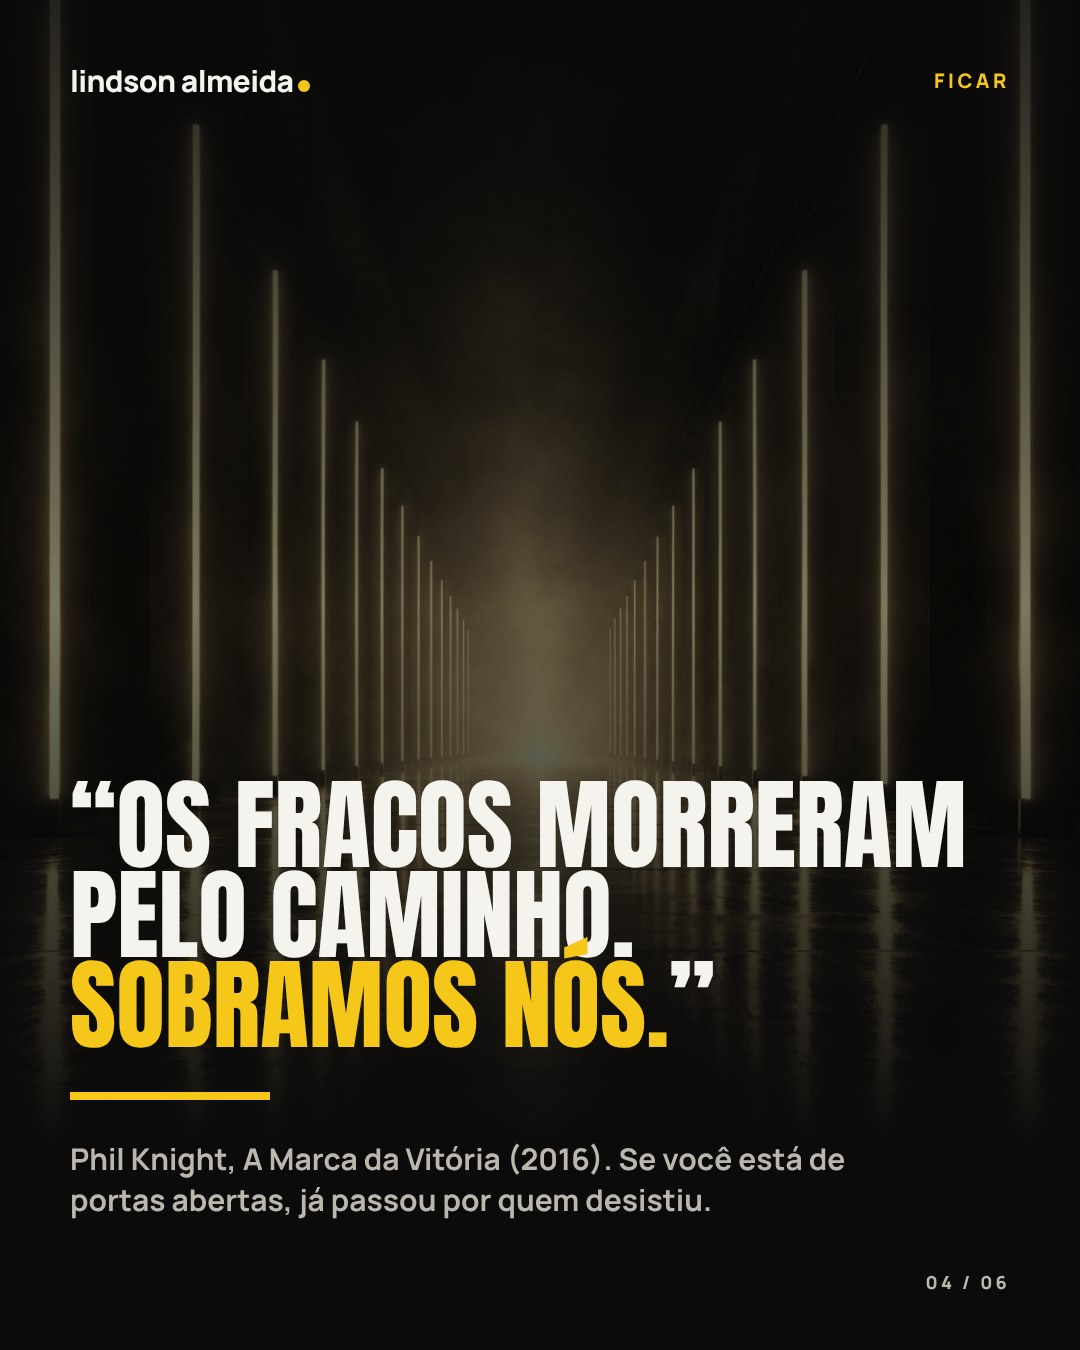 lindson almeida.
FICAR
“OS FRACOS MORRERAM
PELO CAMINHO.
SOBRAMOS NÓS.”
Phil Knight, A Marca da Vitória (2016). Se você está de
portas abertas, já passou por quem desistiu.
04 / 06